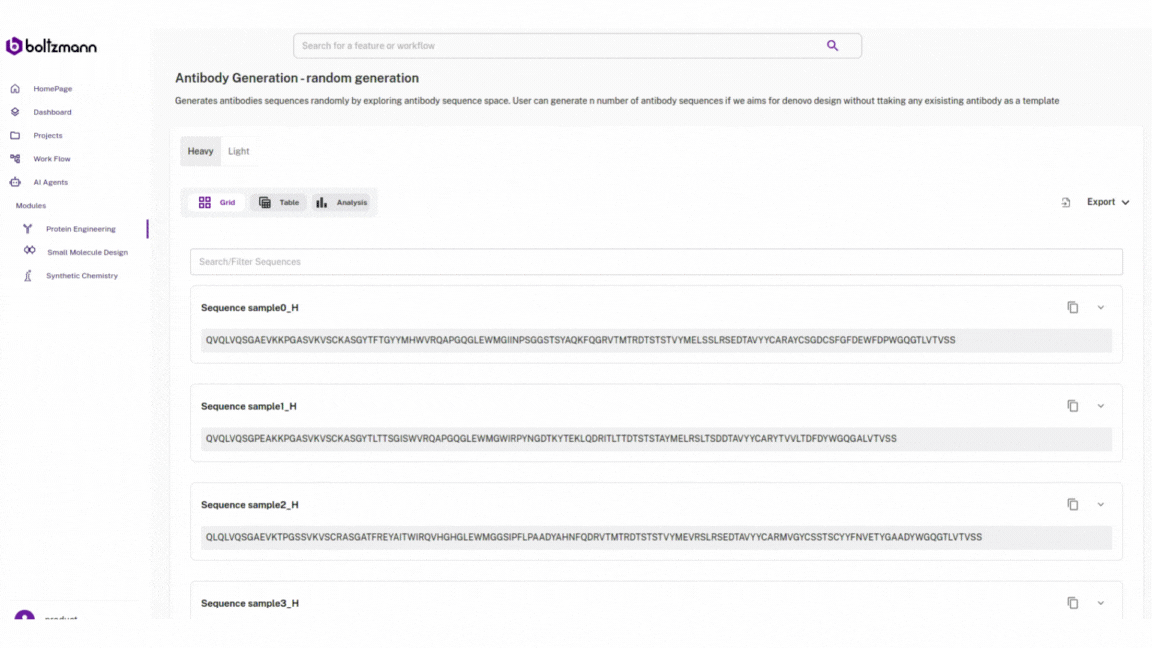 boltzmann
Search for a feature or workflow
HomePage
Dashboard
Projects
Work Flow
AI Agents
Modules
Protein Engineering
Small Molecule Design
Synthetic Chemistry
Antibody Generation - random generation
Generates antibodies sequences randomly by exploring antibody sequence space. User can generate n number of antibody sequences if we aims for denovo design without ttaking any exisisting antibody as a template
Heavy Light
Grid Table Analysis Export
Search/Filter Sequences
Sequence sample0_H
QVQLVQSGAEVKKPGASVKVSCKASGYTFTGYYMHWVRQAPGQGLEWMGIINPSGGSTSYAQKFQGRVTMTRDTSTSTVYMELSSLRSEDTAVYYCARAYCSGDCSFGFDEWFDPWGQGTLVTVSS
Sequence sample1_H
QVQLVQSGPEAKKPGASVKVSCKASGYTLTTSGISWVRQAPGQGLEWMGWIRPYNGDTKYTEKLQDRITLTTDTSTSTAYMELRSLTSDDTAVYYCARYTVVLTDFDYWGQGALVTVSS
Sequence sample2_H
QLQLVQSGAEVKTPGSSVKVSCRASGATFREYAITWIRQVHGHGLEWMGGSIPFLPAADYAHNFQDRVTMTRDTSTSTVYMEVRSLRSEDTAVYYCARMVGYCSSTSCYYFNVETYGAADYWGQGTLVTVSS
Sequence sample3_H
product